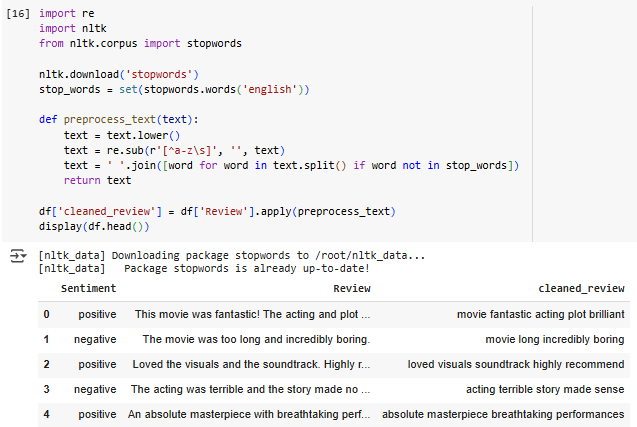 [16] import re
import nltk
from nltk.corpus import stopwords
nltk.download('stopwords')
stop_words = set(stopwords.words('english'))
def preprocess_text(text):
    text = text.lower()
    text = re.sub(r'[^a-z\s]', '', text)
    text = ' '.join([word for word in text.split() if word not in stop_words])
    return text
df['cleaned_review'] = df['Review'].apply(preprocess_text)
display(df.head())
[nltk_data] Downloading package stopwords to /root/nltk_data...
[nltk_data]   Package stopwords is already up-to-date!
Sentiment Review cleaned_review
0 positive This movie was fantastic! The acting and plot ... movie fantastic acting plot brilliant
1 negative The movie was too long and incredibly boring. movie long incredibly boring
2 positive Loved the visuals and the soundtrack. Highly r... loved visuals soundtrack highly recommend
3 negative The acting was terrible and the story made no ... acting terrible story made sense
4 positive An absolute masterpiece with breathtaking perf... absolute masterpiece breathtaking performances